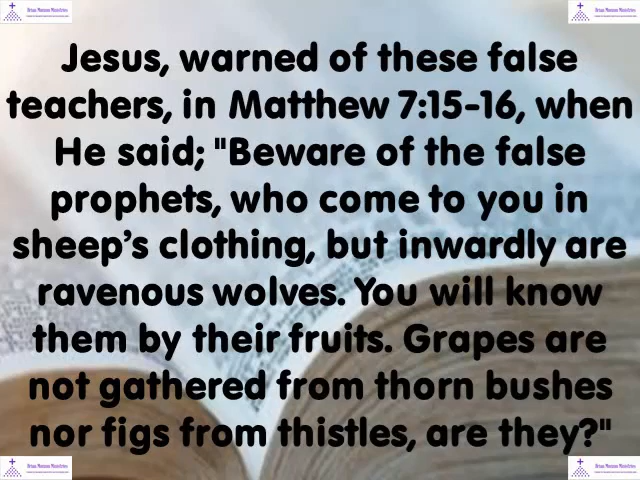 Jesus, warned of these false
teachers, in Matthew 7:15-16, when
He said; "Beware of the false
prophets, who come to you in
sheep’s clothing, but inwardly are
ravenous wolves. You will know
them by their fruits. Grapes are
not gathered from thorn bushes
nor figs from thistles, are they?"